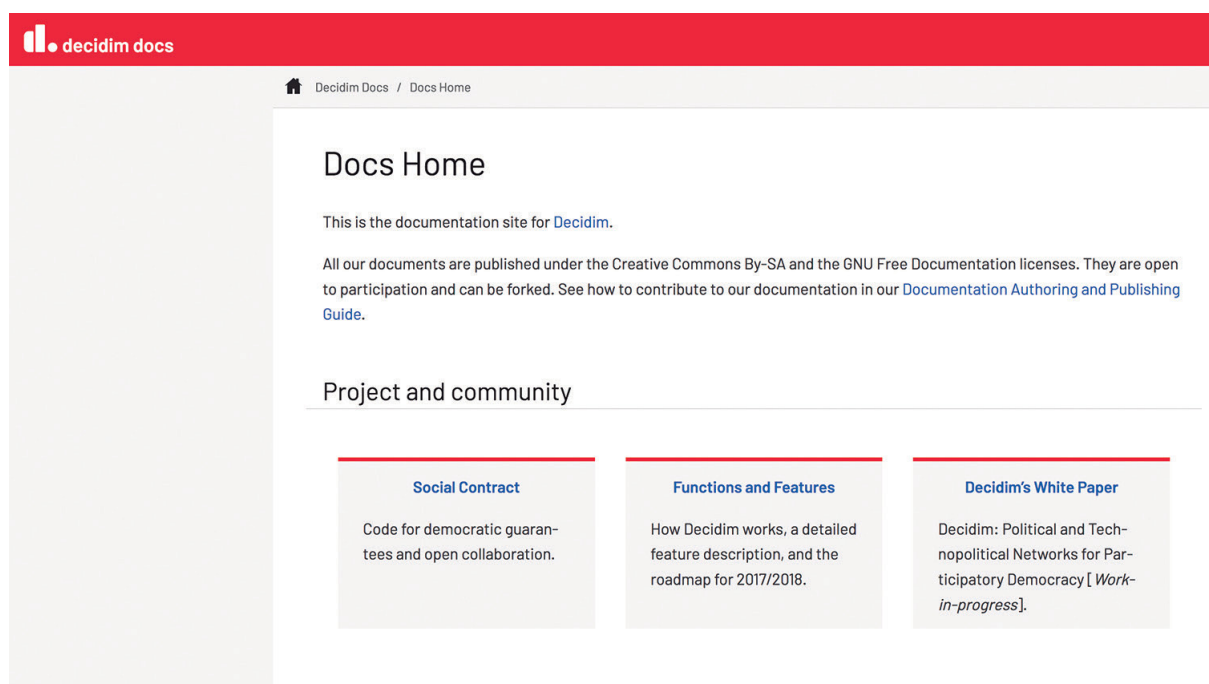 decidim docs
Decidim Docs / Docs Home
Docs Home
This is the documentation site for Decidim.
All our documents are published under the Creative Commons By-SA and the GNU Free Documentation licenses. They are open
to participation and can be forked. See how to contribute to our documentation in our Documentation Authoring and Publishing
Guide.
Project and community
Social Contract
Code for democratic guaran-
tees and open collaboration.
Functions and Features
How Decidim works, a detailed
feature description, and the
roadmap for 2017/2018.
Decidim's White Paper
Decidim: Political and Tech-
nopolitical Networks for Par-
ticipatory Democracy [ Work-
in-progress].